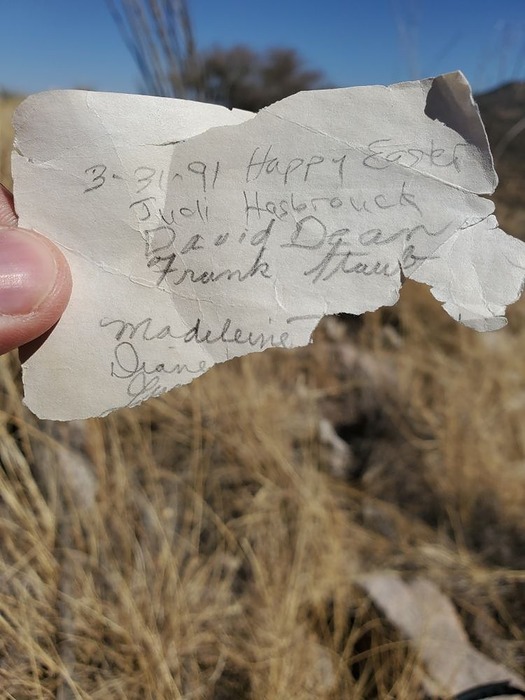 3-31-91 Happy Easter
Judi Hasbrouck
David Dean
Frank Staub
Madeleine
Diane